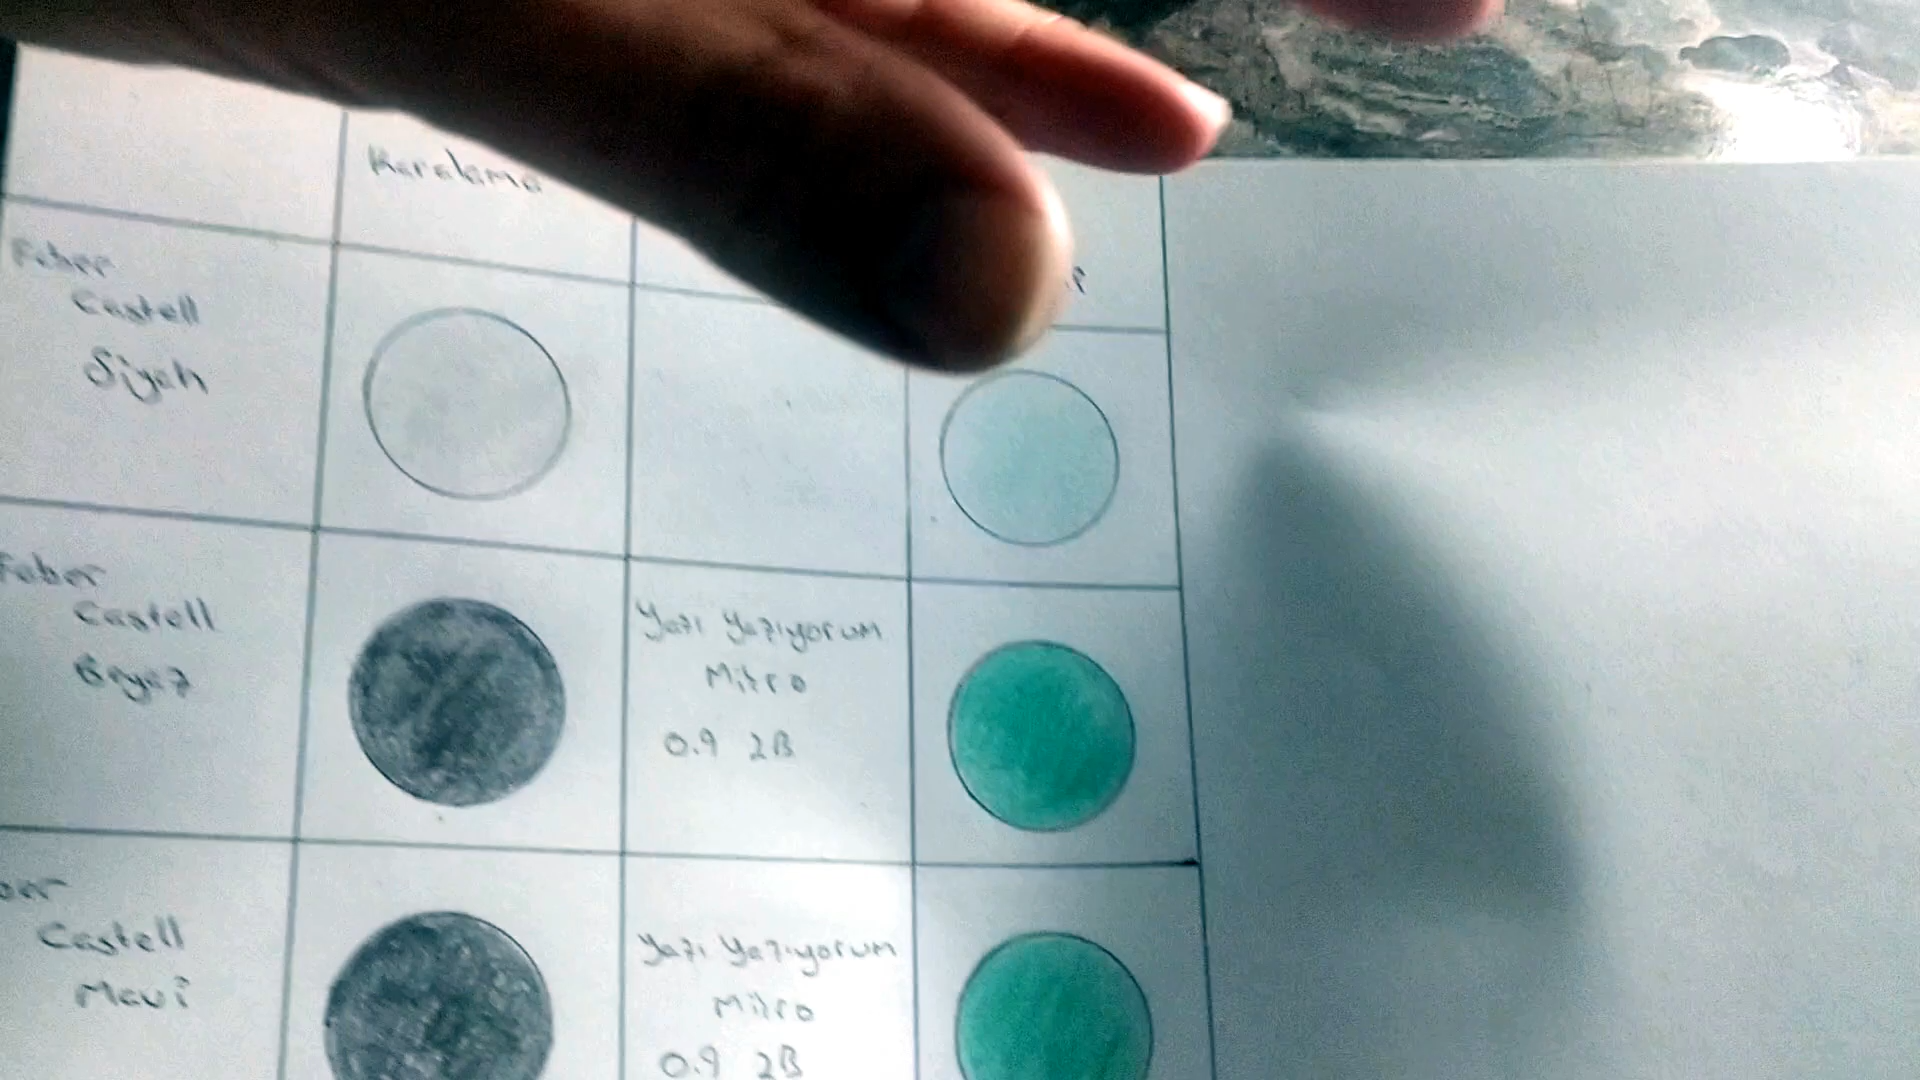 Karalama
Faber
Castell
Siyah
Faber
Castell
Beyaz
Yazı Yazıyorum
Mikro
0.9 2B
Castell
Mavi
Yazı Yazıyorum
Mikro
0.9 2B